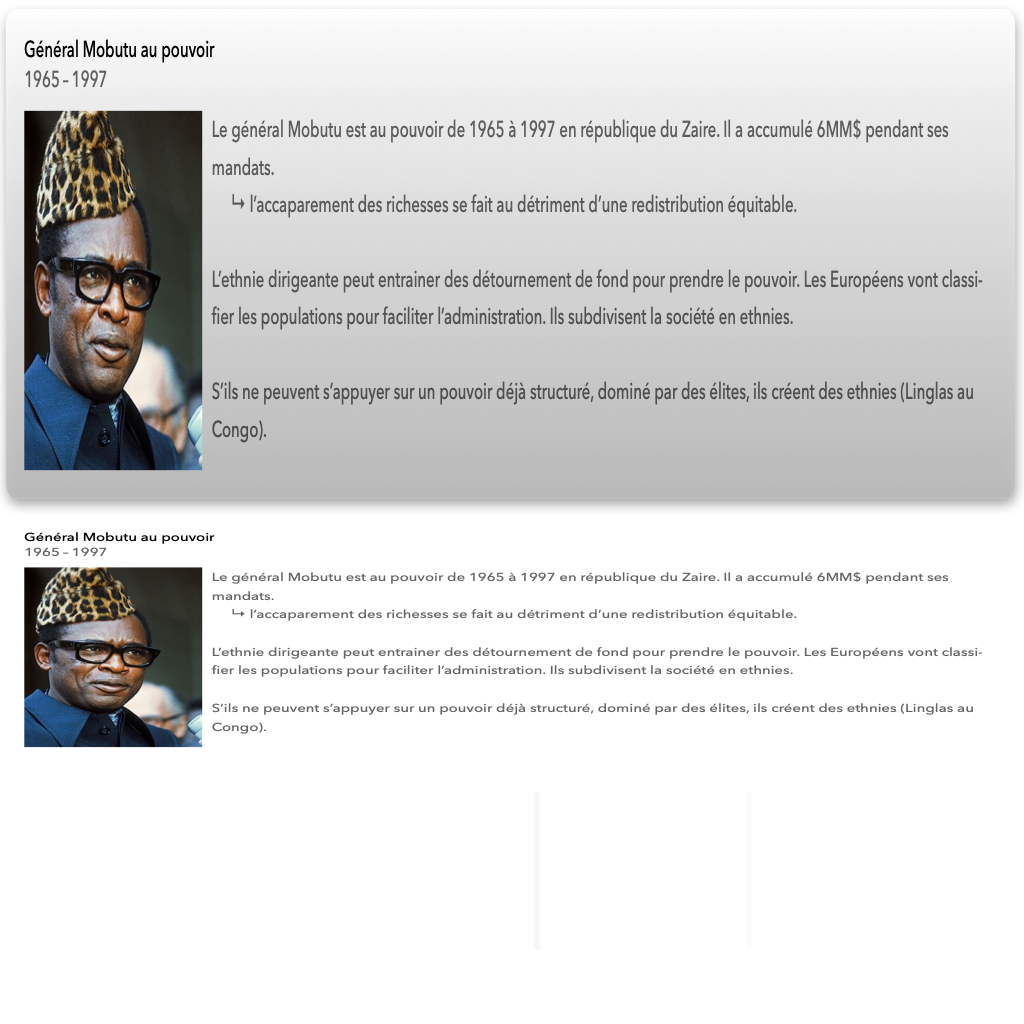 Général Mobutu au pouvoir
1965 – 1997
Le général Mobutu est au pouvoir de 1965 à 1997 en république du Zaire. Il a accumulé 6MM$ pendant ses
mandats.
↳ l’accaparement des richesses se fait au détriment d’une redistribution équitable.
L’ethnie dirigeante peut entrainer des détournement de fond pour prendre le pouvoir. Les Européens vont classi-
fier les populations pour faciliter l’administration. Ils subdivisent la société en ethnies.
S’ils ne peuvent s’appuyer sur un pouvoir déjà structuré, dominé par des élites, ils créent des ethnies (Linglas au
Congo).
Général Mobutu au pouvoir
1965 – 1997
Le général Mobutu est au pouvoir de 1965 à 1997 en république du Zaire. Il a accumulé 6MM$ pendant ses
mandats.
↳ l’accaparement des richesses se fait au détriment d’une redistribution équitable.
L’ethnie dirigeante peut entrainer des détournement de fond pour prendre le pouvoir. Les Européens vont classi-
fier les populations pour faciliter l’administration. Ils subdivisent la société en ethnies.
S’ils ne peuvent s’appuyer sur un pouvoir déjà structuré, dominé par des élites, ils créent des ethnies (Linglas au
Congo).